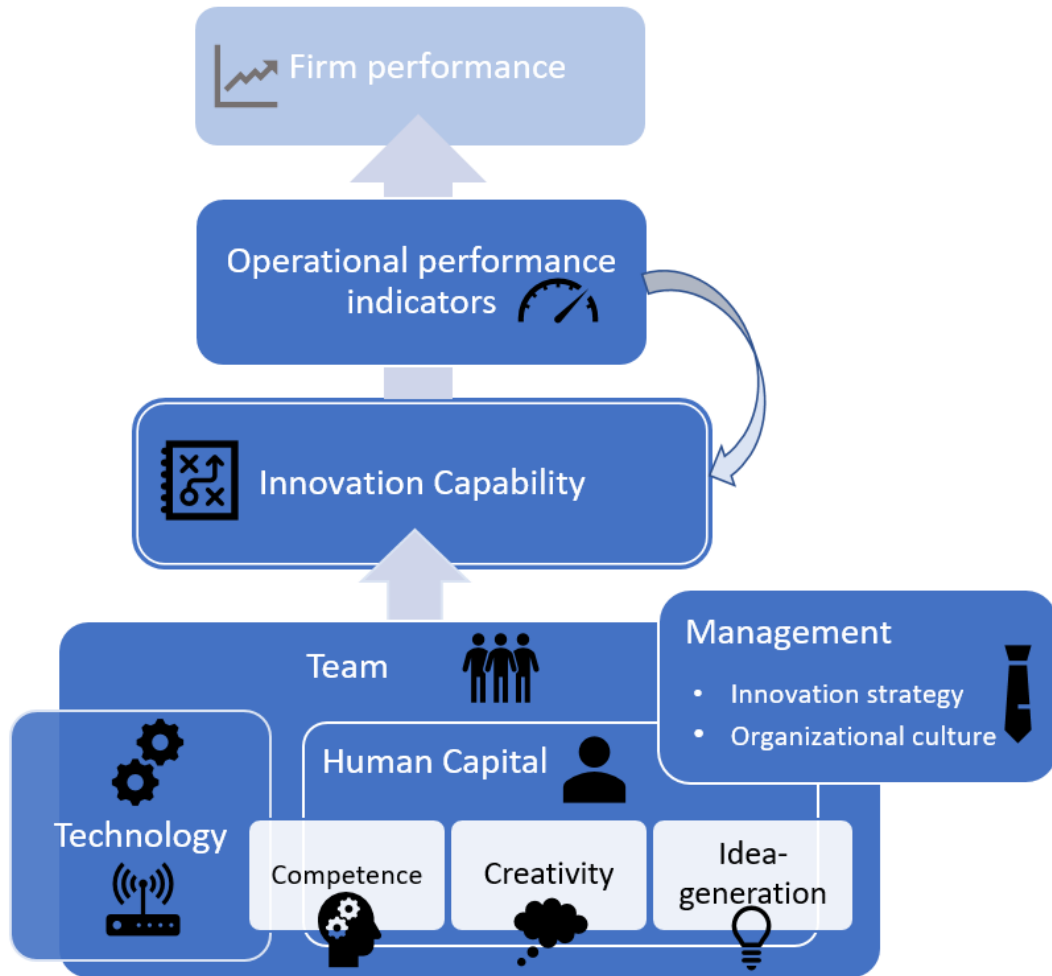 Firm performance
Operational performance
indicators
Innovation Capability
Management
• Innovation strategy
• Organizational culture
Team
Human Capital
Technology
Competence
Creativity
Idea-
generation